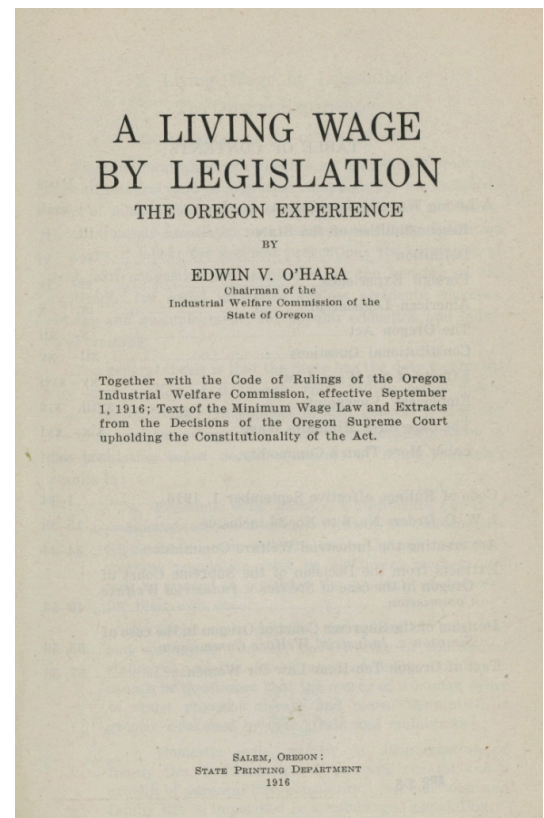 A LIVING WAGE
BY LEGISLATION
THE OREGON EXPERIENCE
BY
EDWIN V. O'HARA
Chairman of the
Industrial Welfare Commission of the
State of Oregon
Together with the Code of Rulings of the Oregon
Industrial Welfare Commission, effective September
1, 1916; Text of the Minimum Wage Law and Extracts
from the Decisions of the Oregon Supreme Court
upholding the Constitutionality of the Act.
SALEM, OREGON:
STATE PRINTING DEPARTMENT
1916